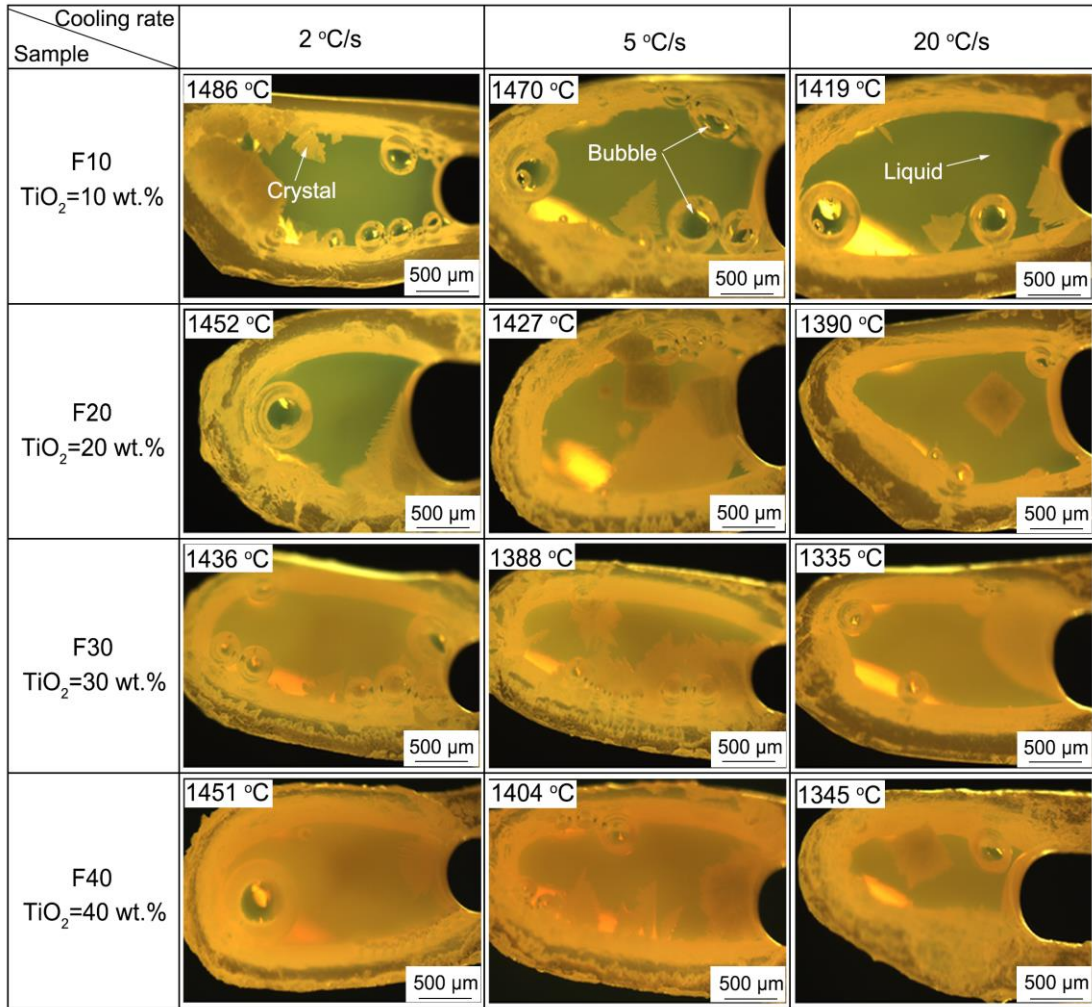 Cooling rate
Sample
2 °C/s
5 °C/s
20 °C/s
F10
TiO₂=10 wt.%
1486 °C
Crystal
500 µm
1470 °C
Bubble
500 µm
1419 °C
Liquid
500 µm
F20
TiO₂=20 wt.%
1452 °C
500 µm
1427 °C
500 µm
1390 °C
500 µm
F30
TiO₂=30 wt.%
1436 °C
500 µm
1388 °C
500 µm
1335 °C
500 µm
F40
TiO₂=40 wt.%
1451 °C
500 µm
1404 °C
500 µm
1345 °C
500 µm